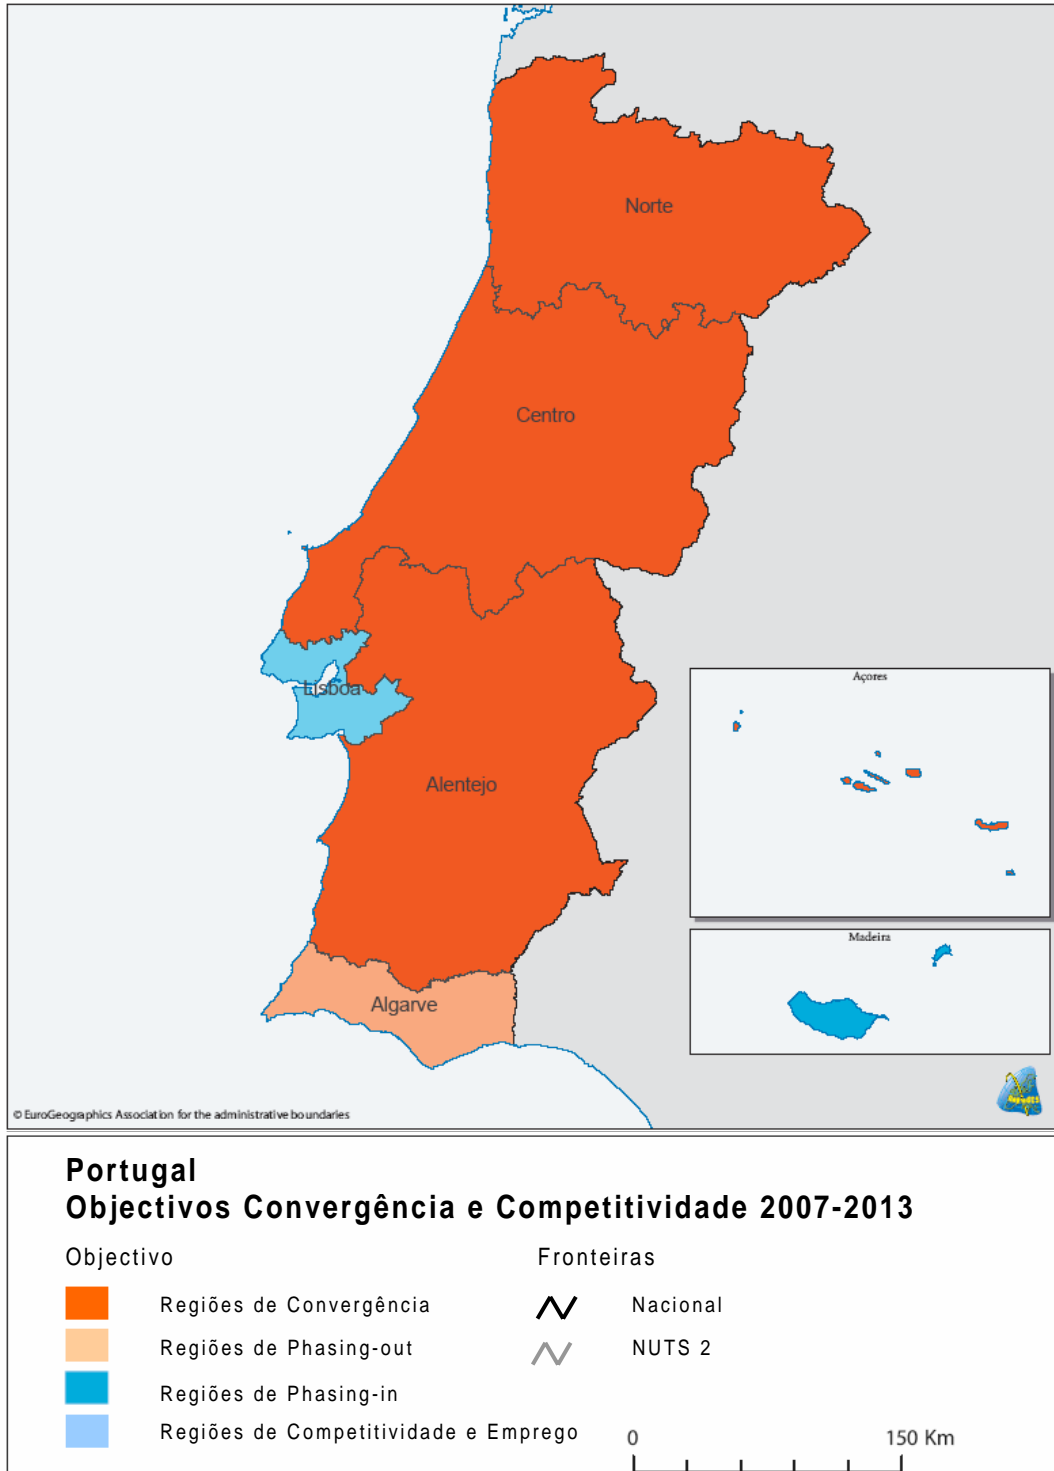 Norte
Centro
Lisboa
Açores
Alentejo
Madeira
Algarve
© EuroGeographics Association for the administrative boundaries
Portugal
Objectivos Convergência e Competitividade 2007-2013
Objectivo
Fronteiras
Regiões de Convergência
Nacional
Regiões de Phasing-out
NUTS 2
Regiões de Phasing-in
Regiões de Competitividade e Emprego
0 150 Km